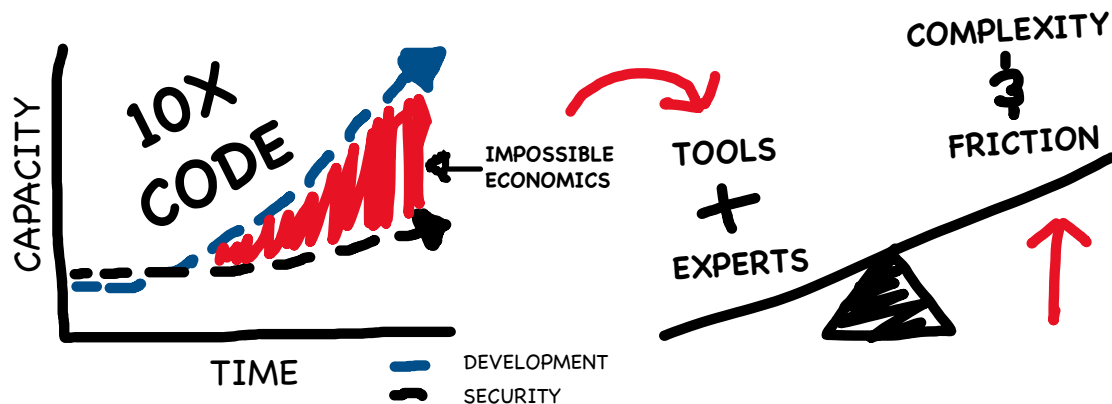 10X
CODE
CAPACITY
TIME
IMPOSSIBLE
ECONOMICS
DEVELOPMENT
SECURITY
TOOLS
+
EXPERTS
COMPLEXITY
&
FRICTION